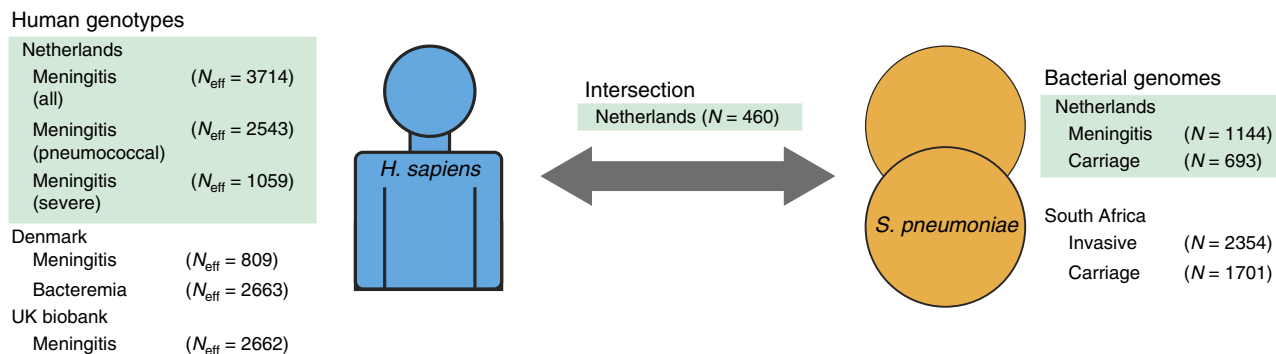 Human genotypes
Netherlands
Meningitis (Neff = 3714)
(all)
Meningitis (Neff = 2543)
(pneumococcal)
Meningitis (Neff = 1059)
(severe)
Denmark
Meningitis (Neff = 809)
Bacteremia (Neff = 2663)
UK biobank
Meningitis (Neff = 2662)
H. sapiens
Intersection
Netherlands (N = 460)
S. pneumoniae
Bacterial genomes
Netherlands
Meningitis (N = 1144)
Carriage (N = 693)
South Africa
Invasive (N = 2354)
Carriage (N = 1701)